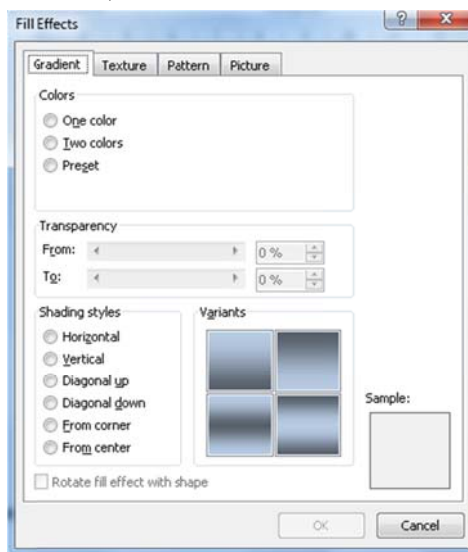 Fill Effects
Gradient Texture Pattern Picture
Colors
One color
Two colors
Preset
Transparency
From: 0 %
To: 0 %
Shading styles
Horizontal
Vertical
Diagonal up
Diagonal down
From corner
From center
Variants
Sample:
Rotate fill effect with shape
OK Cancel